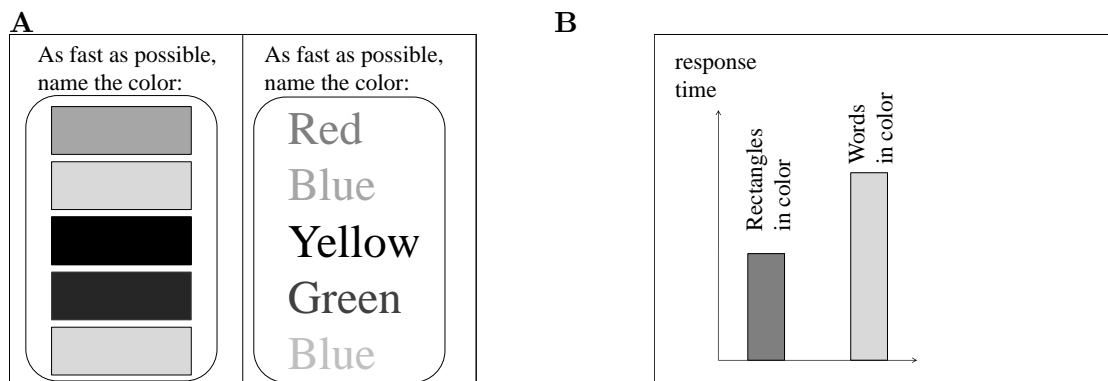 A
As fast as possible,
name the color:
As fast as possible,
name the color:
Red
Blue
Yellow
Green
Blue
B
response
time
Rectangles
in color
Words
in color